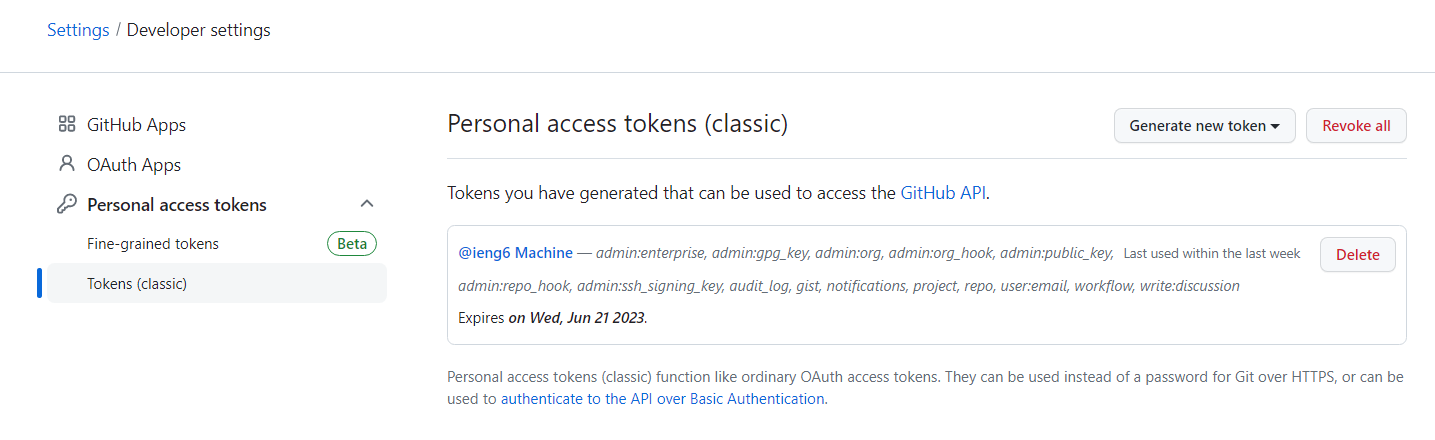 Settings / Developer settings
GitHub Apps
OAuth Apps
Personal access tokens
Fine-grained tokens Beta
Tokens (classic)
Personal access tokens (classic) Generate new token Revoke all
Tokens you have generated that can be used to access the GitHub API.
@ieng6 Machine — admin:enterprise, admin:gpg_key, admin:org, admin:org_hook, admin:public_key, Last used within the last week Delete
admin:repo_hook, admin:ssh_signing_key, audit_log, gist, notifications, project, repo, user:email, workflow, write:discussion
Expires on Wed, Jun 21 2023.
Personal access tokens (classic) function like ordinary OAuth access tokens. They can be used instead of a password for Git over HTTPS, or can be
used to authenticate to the API over Basic Authentication.